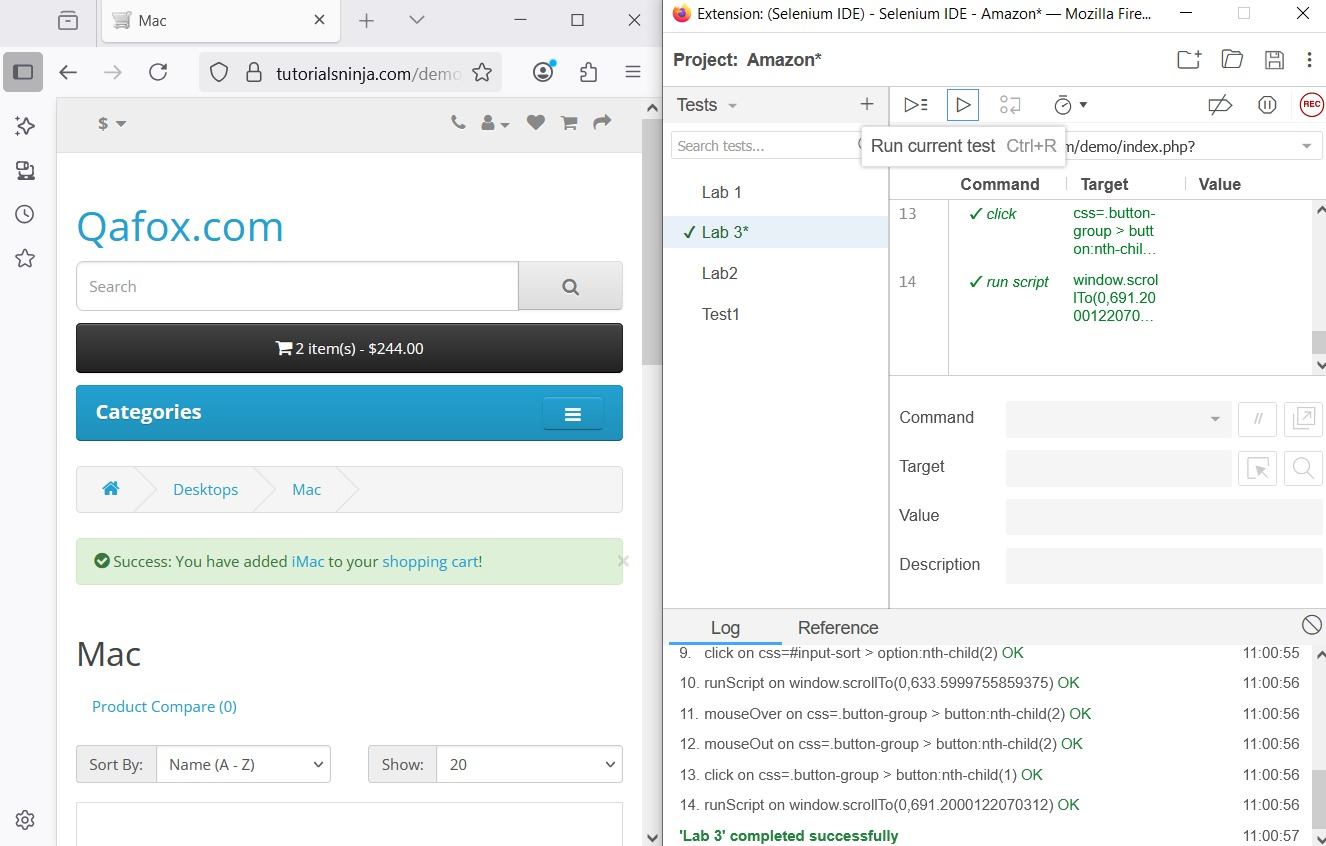 Mac
tutorialsninja.com/demo
$
Qafox.com
Search
2 item(s) - $244.00
Categories
Desktops
Mac
Success: You have added iMac to your shopping cart!
×
Mac
Product Compare (0)
Sort By:
Name (A - Z)
Show:
20
Extension: (Selenium IDE) - Selenium IDE - Amazon* — Mozilla Fire...
Project: Amazon*
Tests
REC
Search tests...
Run current test Ctrl+R
m/demo/index.php?
Lab 1
✓ Lab 3*
Lab2
Test1
Command Target Value
13 ✓ click css=.button-
group > butt
on:nth-chil...
14 ✓ run script window.scrol
lTo(0,691.20
00122070...
Command
//
Target
Value
Description
Log Reference
9. click on css=#input-sort > option:nth-child(2) OK 11:00:55
10. runScript on window.scrollTo(0,633.5999755859375) OK 11:00:56
11. mouseOver on css=.button-group > button:nth-child(2) OK 11:00:56
12. mouseOut on css=.button-group > button:nth-child(2) OK 11:00:56
13. click on css=.button-group > button:nth-child(1) OK 11:00:56
14. runScript on window.scrollTo(0,691.2000122070312) OK 11:00:56
'Lab 3' completed successfully 11:00:57